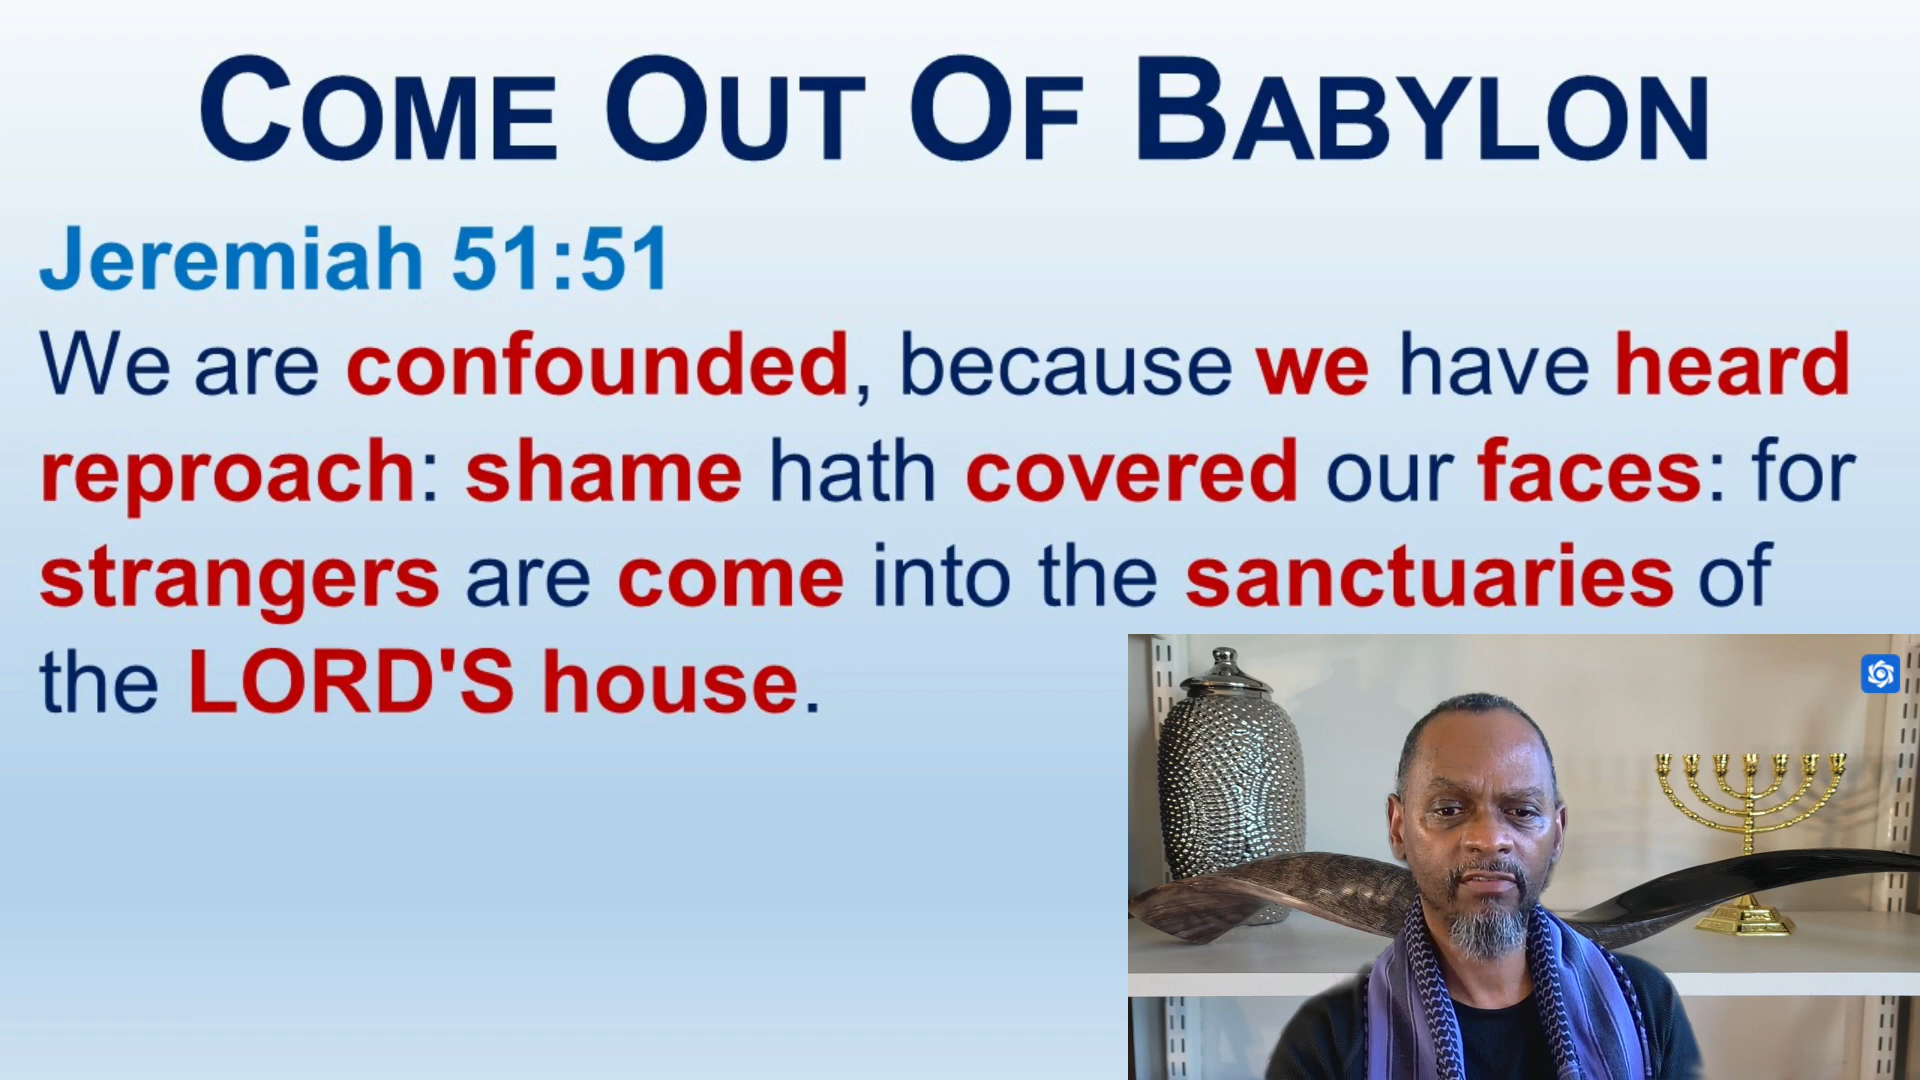 COME OUT OF BABYLON
Jeremiah 51:51
We are confounded, because we have heard
reproach: shame hath covered our faces: for
strangers are come into the sanctuaries of
the LORD'S house.